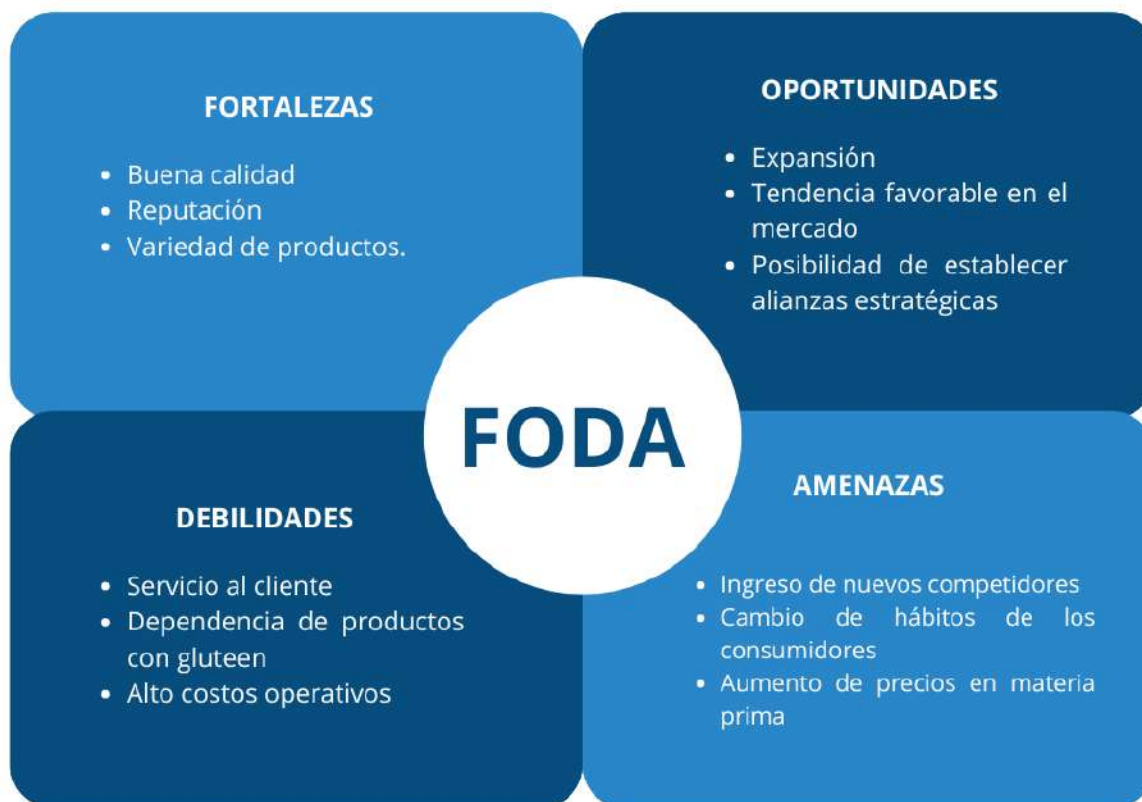 FORTALEZAS
• Buena calidad
• Reputación
• Variedad de productos.
OPORTUNIDADES
• Expansión
• Tendencia favorable en el
mercado
• Posibilidad de establecer
alianzas estratégicas
FODA
DEBILIDADES
• Servicio al cliente
• Dependencia de productos
con gluteen
• Alto costos operativos
AMENAZAS
• Ingreso de nuevos competidores
• Cambio de hábitos de los
consumidores
• Aumento de precios en materia
prima